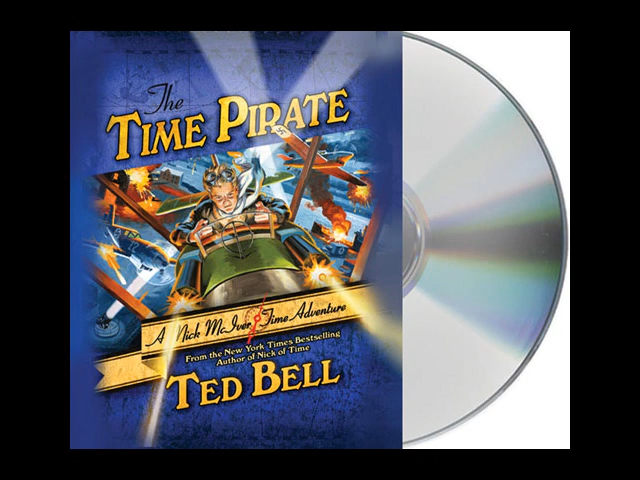 The
TIME PIRATE
A Nick McIver Time Adventure
From the New York Times Bestselling
Author of Nick of Time
TED BELL